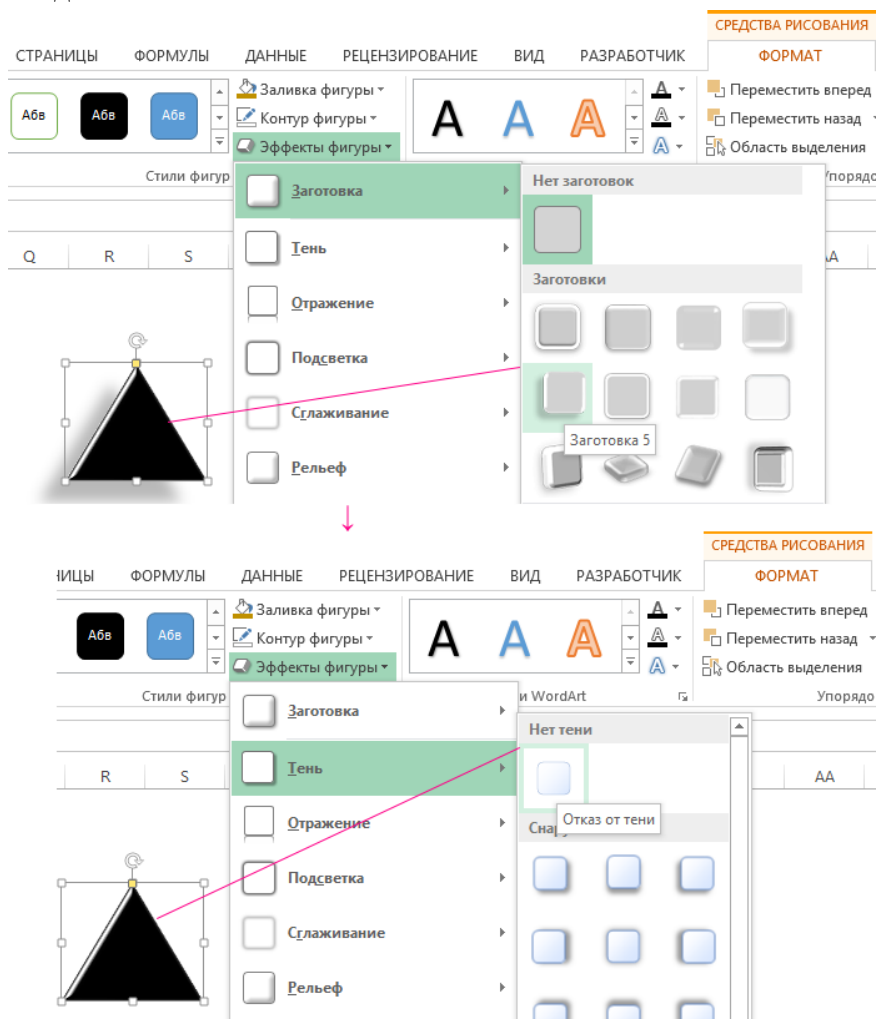 СРЕДСТВА РИСОВАНИЯ
СТРАНИЦЫ ФОРМУЛЫ ДАННЫЕ РЕЦЕНЗИРОВАНИЕ ВИД РАЗРАБОТЧИК ФОРМАТ
Абв Абв Абв
Заливка фигуры
Контур фигуры
Эффекты фигуры
A A A
A
A
A
Переместить вперед
Переместить назад
Область выделения
Стили фигур
Упорядо
Q R S
AA
Заготовка
Тень
Отражение
Подсветка
Сглаживание
Рельеф
Нет заготовок
Заготовки
Заготовка 5
СРЕДСТВА РИСОВАНИЯ
НИЦЫ ФОРМУЛЫ ДАННЫЕ РЕЦЕНЗИРОВАНИЕ ВИД РАЗРАБОТЧИК ФОРМАТ
Абв Абв
Заливка фигуры
Контур фигуры
Эффекты фигуры
A A A
A
A
A
Переместить вперед
Переместить назад
Область выделения
Стили фигур
и WordArt
Упорядо
R S
AA
Заготовка
Тень
Отражение
Подсветка
Сглаживание
Рельеф
Нет тени
Отказ от тени
Снару